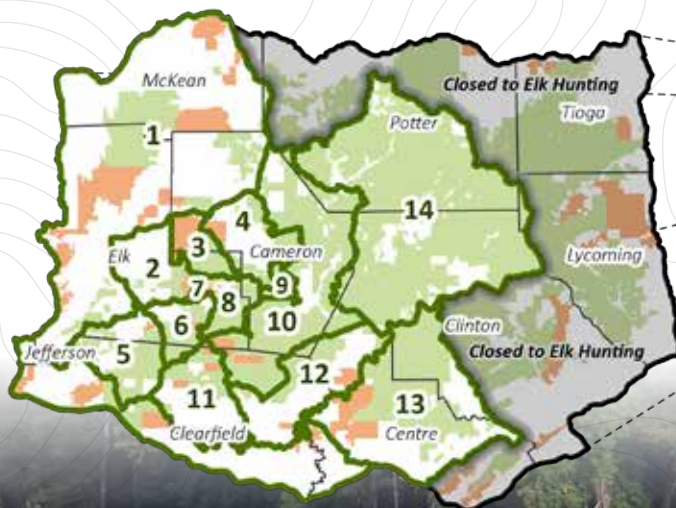 McKean
Closed to Elk Hunting
Tioga
Potter
1
14
4
3
Cameron
Elk
2
Lycoming
7
9
8
10
6
Clinton
Jefferson
5
Closed to Elk Hunting
12
11
13
Clearfield
Centre